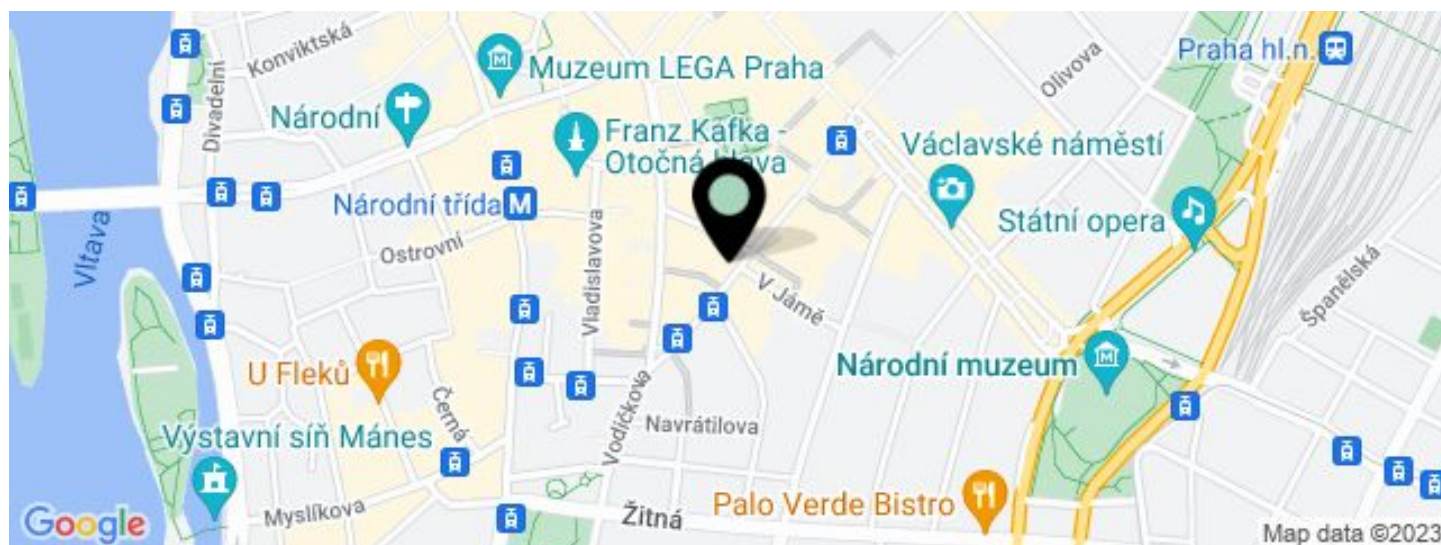 Konviktská
Divadelní
Muzeum LEGA Praha
Národní
Franz Kafka -
Otočná hlava
Olivova
Praha hl.n.
Václavské náměstí
Státní opera
Národní třída
M
Ostrovní
Vladislavova
Vltava
V Jámě
Španělská
U Fleků
Černá
Národní muzeum
Vodičkova
Navrátilova
Výstavní síň Mánes
Myslíkova
Žitná
Palo Verde Bistro
Google
Map data ©2023